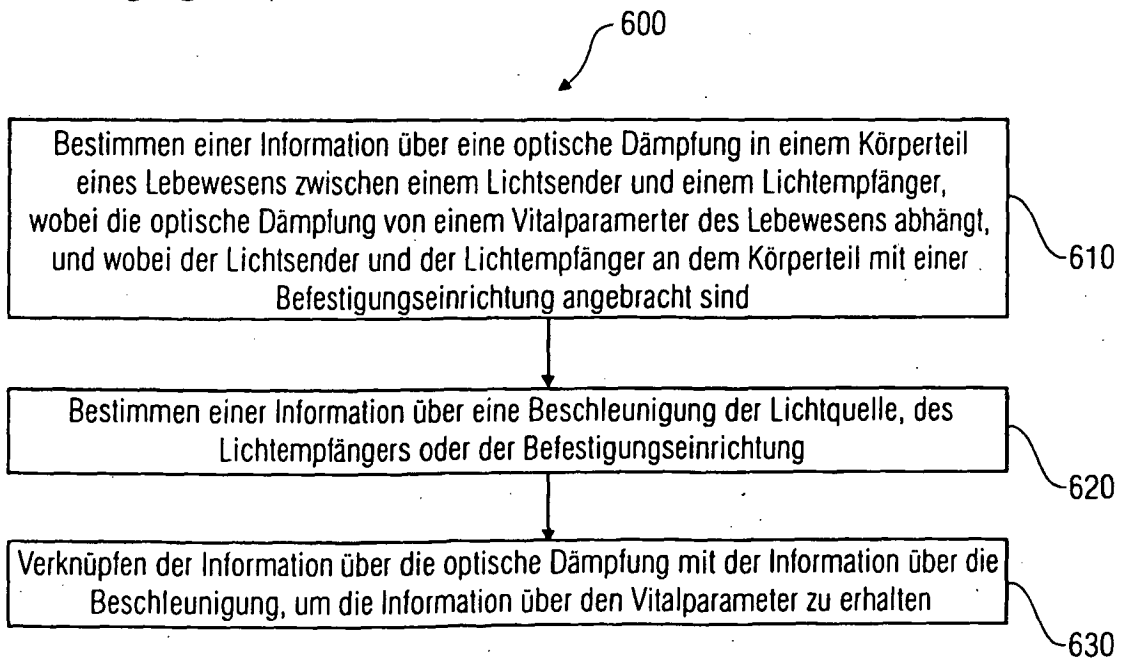 600
Bestimmen einer Information über eine optische Dämpfung in einem Körperteil
eines Lebewesens zwischen einem Lichtsender und einem Lichtempfänger,
wobei die optische Dämpfung von einem Vitalparamerter des Lebewesens abhängt,
und wobei der Lichtsender und der Lichtempfänger an dem Körperteil mit einer
Befestigungseinrichtung angebracht sind
610
Bestimmen einer Information über eine Beschleunigung der Lichtquelle, des
Lichtempfängers oder der Befestigungseinrichtung
620
Verknüpfen der Information über die optische Dämpfung mit der Information über die
Beschleunigung, um die Information über den Vitalparameter zu erhalten
630